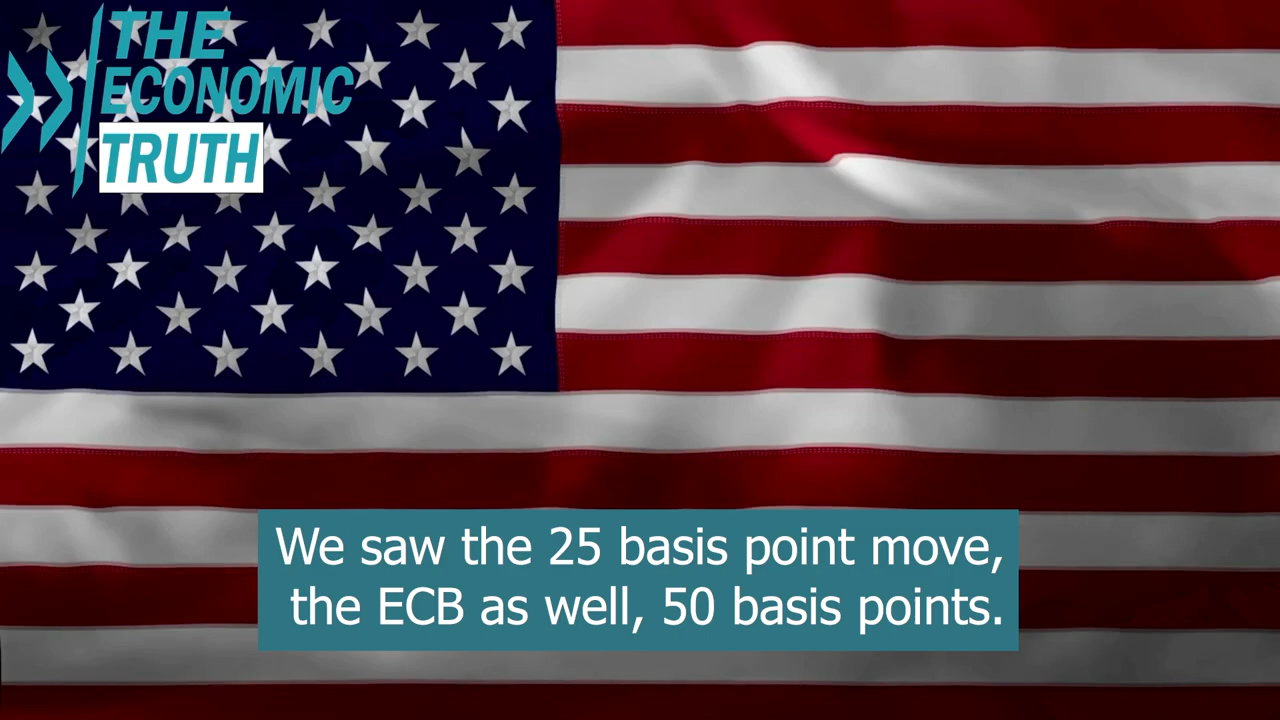 THE
ECONOMIC
TRUTH
We saw the 25 basis point move,
the ECB as well, 50 basis points.